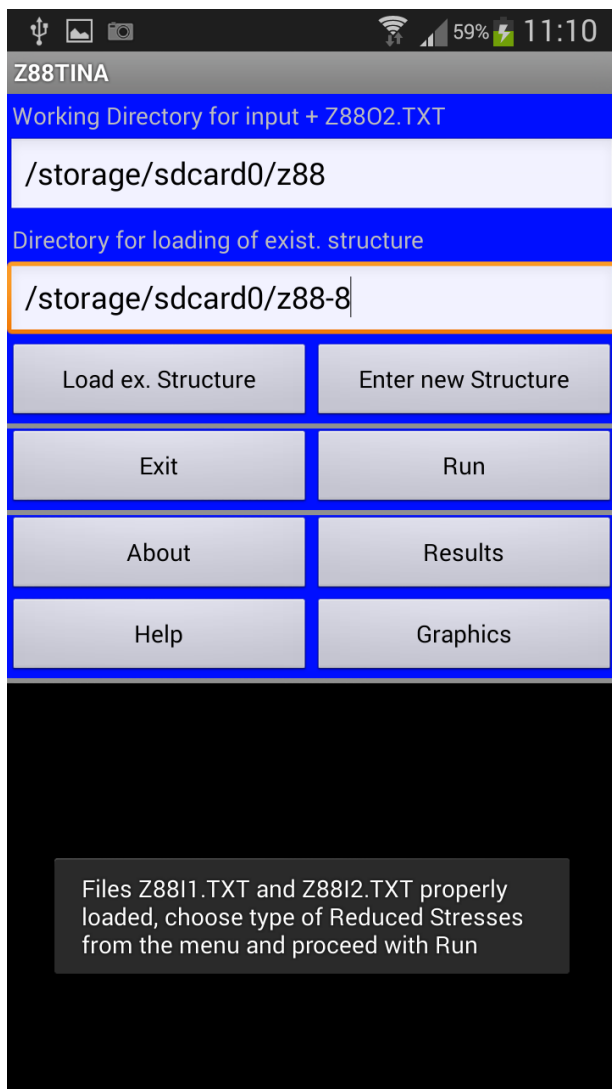 59% 11:10
Z88TINA
Working Directory for input + Z88O2.TXT
/storage/sdcard0/z88
Directory for loading of exist. structure
/storage/sdcard0/z88-8
Load ex. Structure
Enter new Structure
Exit
Run
About
Results
Help
Graphics
Files Z88I1.TXT and Z88I2.TXT properly
loaded, choose type of Reduced Stresses
from the menu and proceed with Run